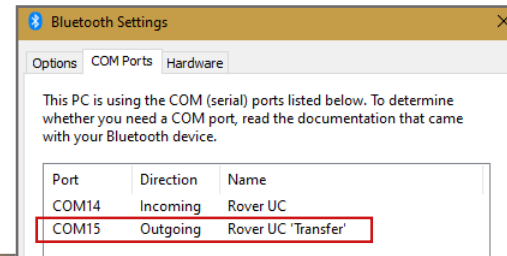 Bluetooth Settings
Options COM Ports Hardware
This PC is using the COM (serial) ports listed below. To determine
whether you need a COM port, read the documentation that came
with your Bluetooth device.
Port Direction Name
COM14 Incoming Rover UC
COM15 Outgoing Rover UC 'Transfer'